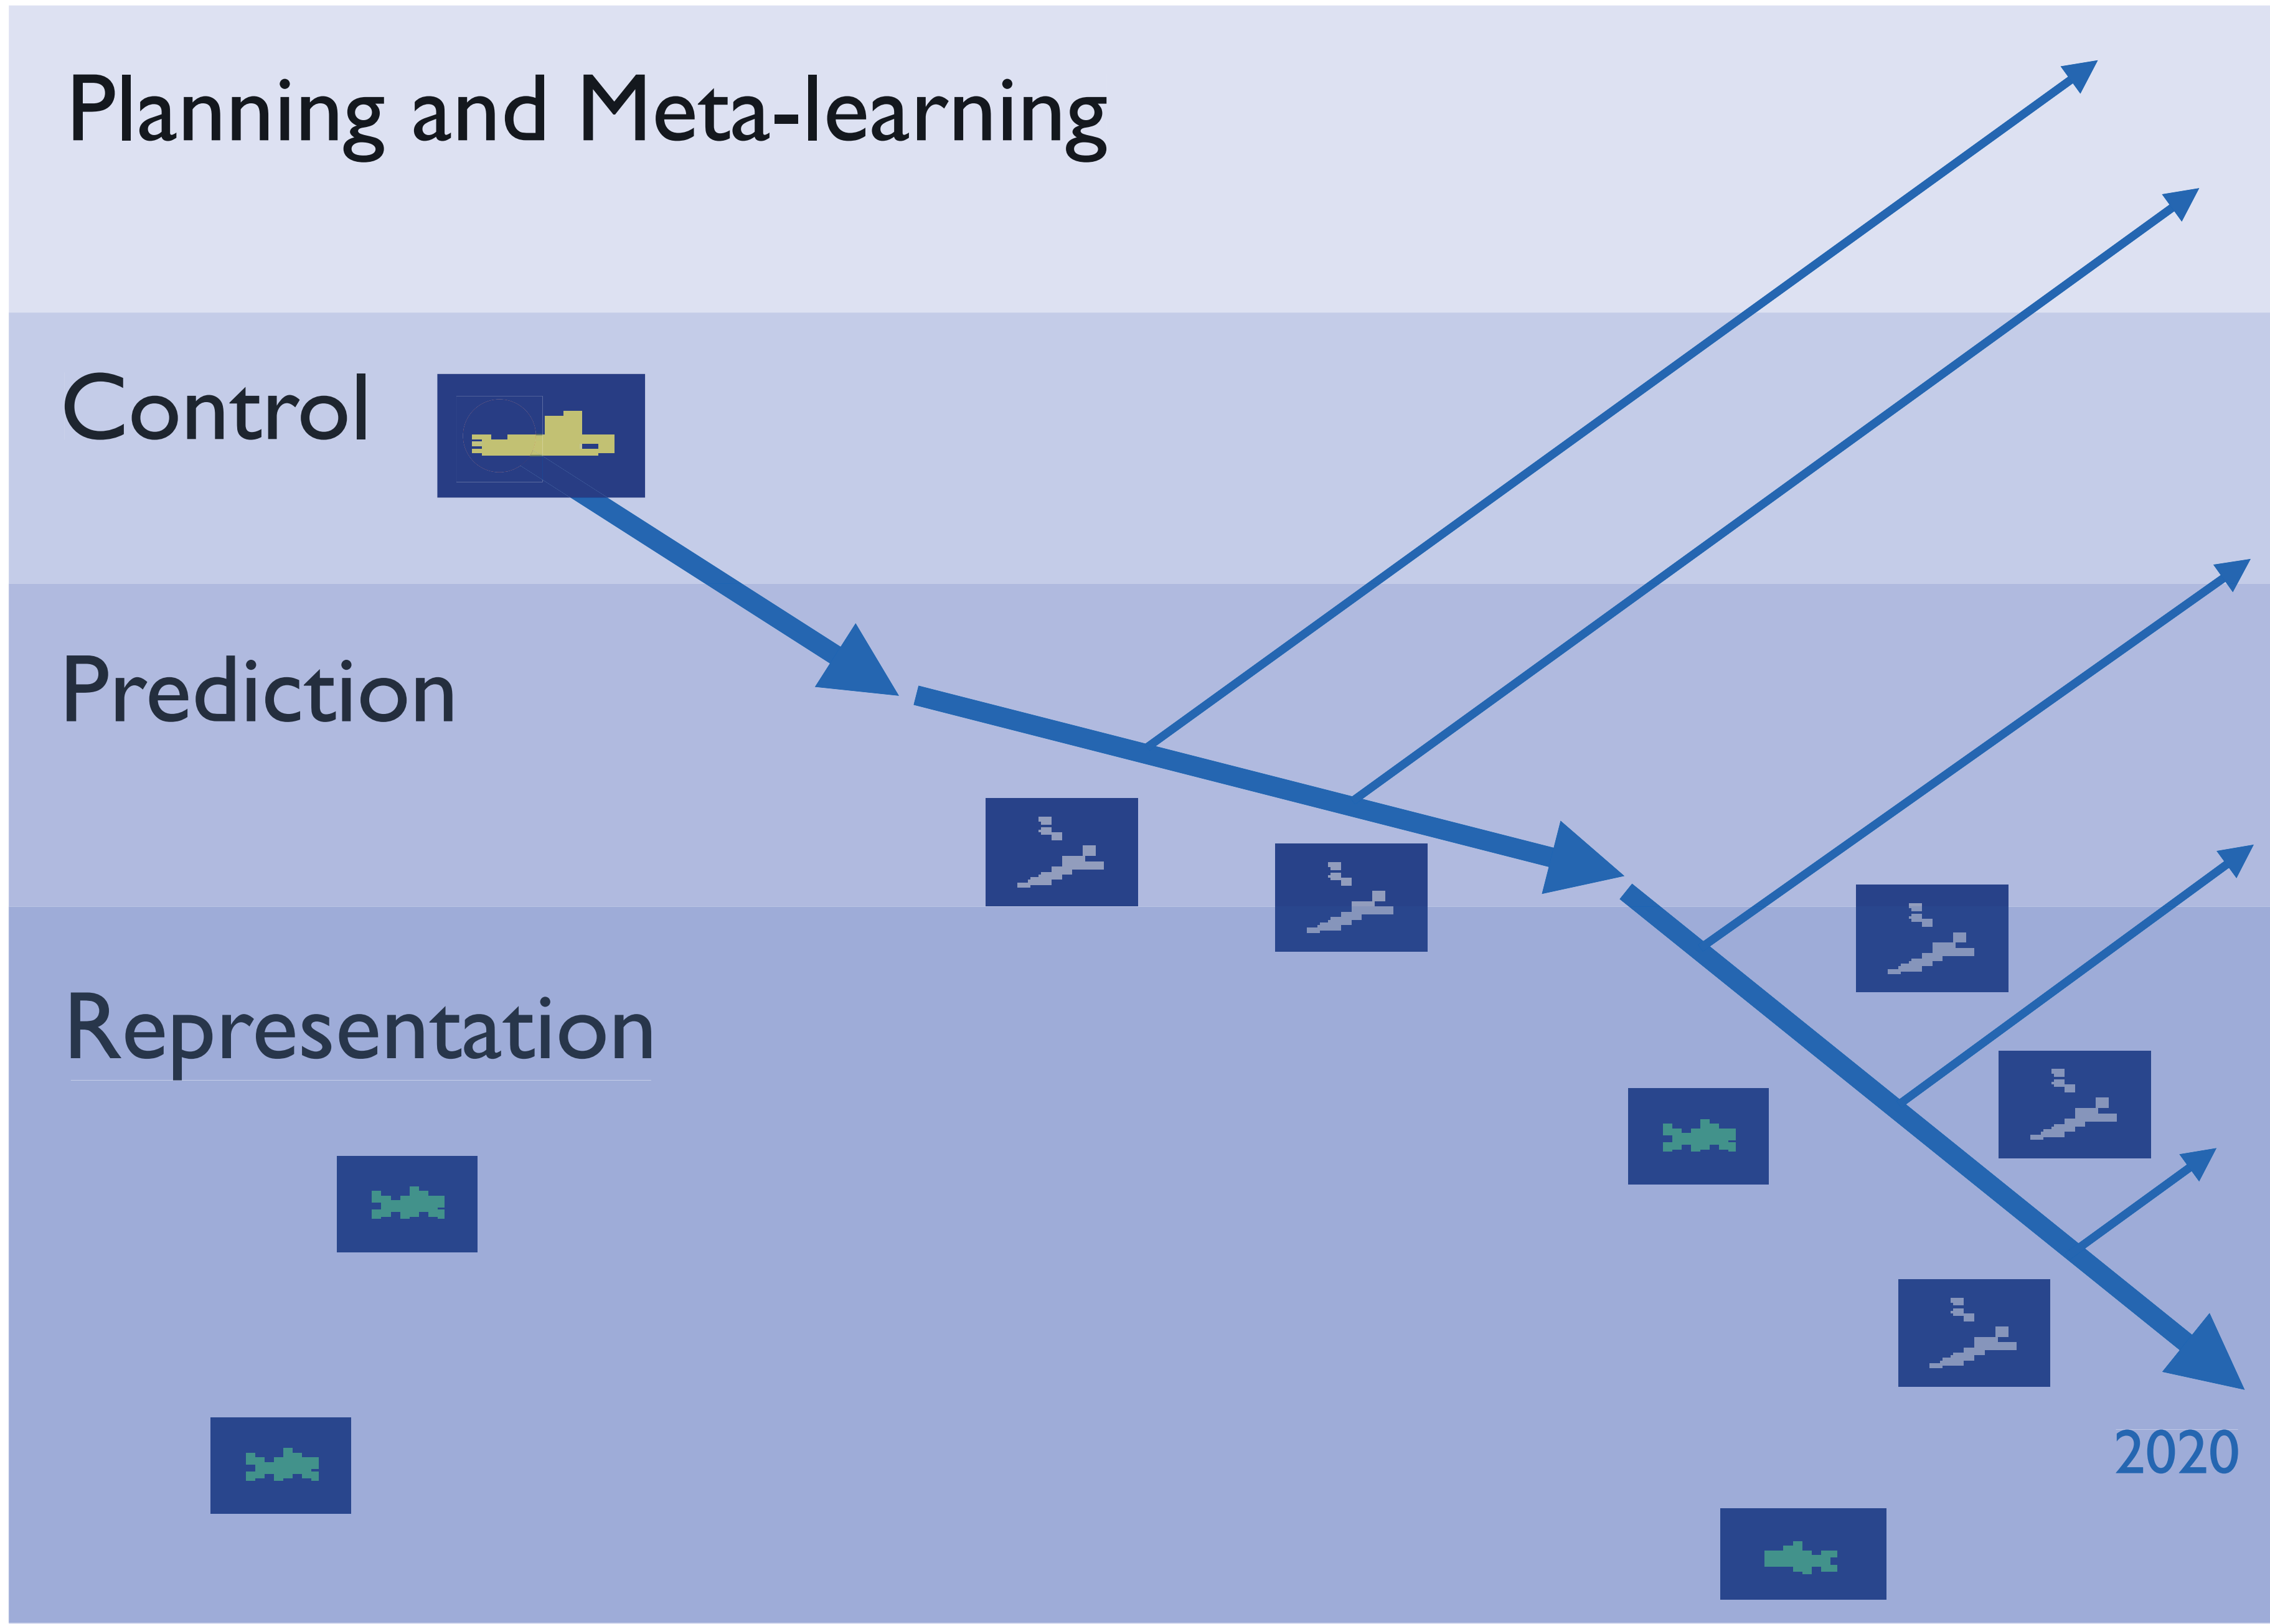 Planning and Meta-learning
Control
Prediction
Representation
2020